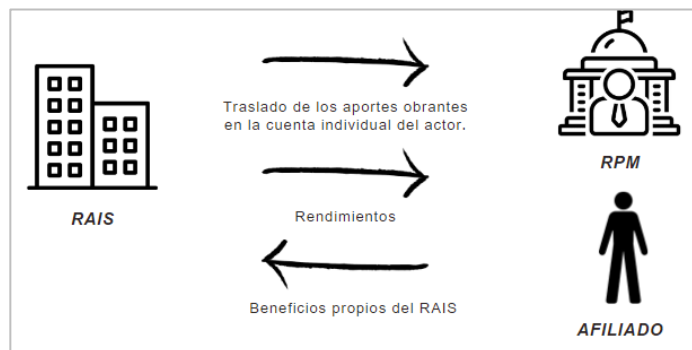 Traslado de los aportes obrantes
en la cuenta individual del actor.
RPM
RAIS
Rendimientos
Beneficios propios del RAIS
AFILIADO